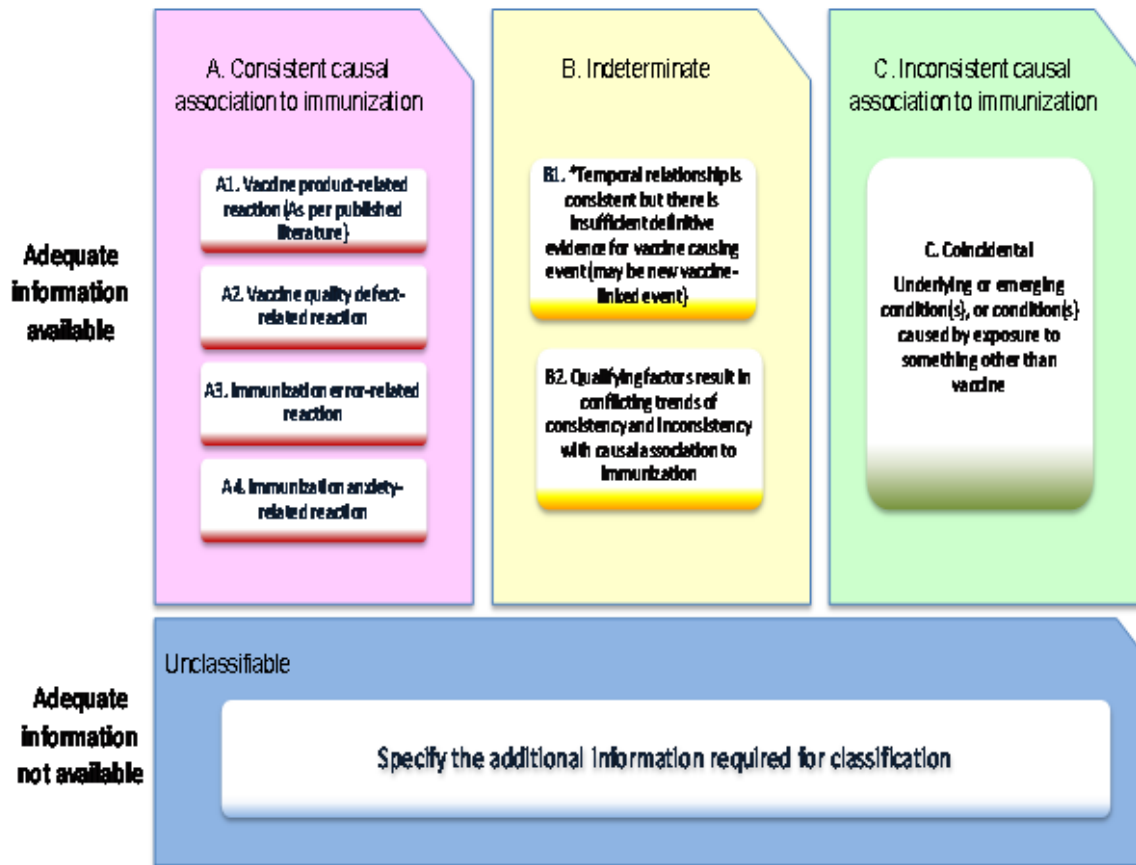 A. Consistent causal
association to immunization
A1. Vaccine product-related
reaction (As per published
literature)
A2. Vaccine quality defect-
related reaction
A3. Immunization error-related
reaction
A4. Immunization anxiety-
related reaction
B. Indeterminate
B1. *Temporal relationship is
consistent but there is
insufficient definitive
evidence for vaccine causing
event (may be new vaccine-
linked event)
B2. Qualifying factors result in
conflicting trends of
consistency and inconsistency
with causal association to
immunization
C. Inconsistent causal
association to immunization
C. Coincidental
Underlying or emerging
condition(s), or condition(s)
caused by exposure to
something other than
vaccine
Adequate
information
available
Unclassifiable
Specify the additional information required for classification
Adequate
information
not available